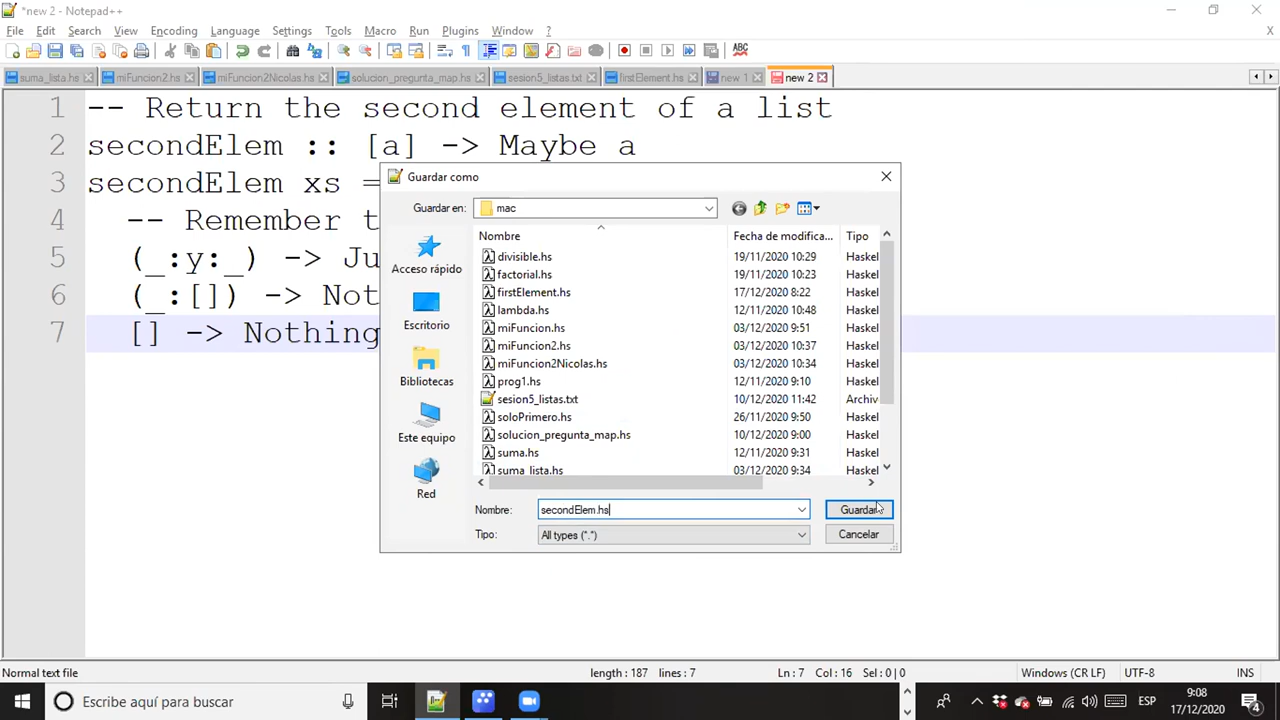 *new 2 - Notepad++
File Edit Search View Encoding Language Settings Tools Macro Run Plugins Window ? X
suma_lista.hs miFuncion2.hs miFuncion2Nicolas.hs solucion_pregunta_map.hs sesion5_listas.txt firstElement.hs new 1 new 2
1 -- Return the second element of a list
2 secondElem :: [a] -> Maybe a
3 secondElem xs =
4 -- Remember t
5 (_:y:_) -> Ju
6 (_:[]) -> Not
7 [] -> Nothing
Guardar como
Guardar en: mac
Acceso rápido
Escritorio
Bibliotecas
Este equipo
Red
Nombre Fecha de modifica... Tipo
divisible.hs 19/11/2020 10:29 Haskel
factorial.hs 19/11/2020 10:23 Haskel
firstElement.hs 17/12/2020 8:22 Haskel
lambda.hs 12/11/2020 10:48 Haskel
miFuncion.hs 03/12/2020 9:51 Haskel
miFuncion2.hs 03/12/2020 10:37 Haskel
miFuncion2Nicolas.hs 03/12/2020 10:34 Haskel
prog1.hs 12/11/2020 9:10 Haskel
sesion5_listas.txt 10/12/2020 11:42 Archiv
soloPrimero.hs 26/11/2020 9:50 Haskel
solucion_pregunta_map.hs 10/12/2020 9:00 Haskel
suma.hs 12/11/2020 9:31 Haskel
suma_lista.hs 03/12/2020 9:34 Haskel
Nombre: secondElem.hs Guardar
Tipo: All types (*.*) Cancelar
Normal text file length : 187 lines : 7 Ln : 7 Col : 16 Sel : 0 | 0 Windows (CR LF) UTF-8 INS
Escribe aquí para buscar ESP 9:08
17/12/2020 4